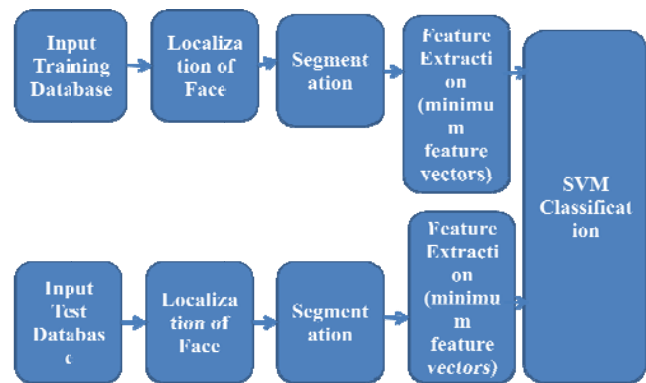 Input
Training
Database
Localiza
tion of
Face
Segment
ation
Feature
Extracti
on
(minimu
m
feature
vectors)
SVM
Classificat
ion
Input
Test
Databas
e
Localiza
tion of
Face
Segment
ation
Feature
Extracti
on
(minimu
m
feature
vectors)